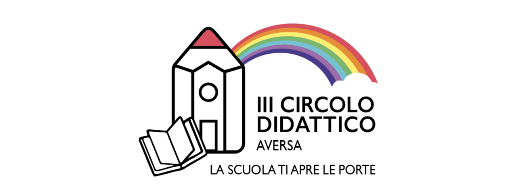 III CIRCOLO
DIDATTICO
AVERSA
LA SCUOLA TI APRE LE PORTE